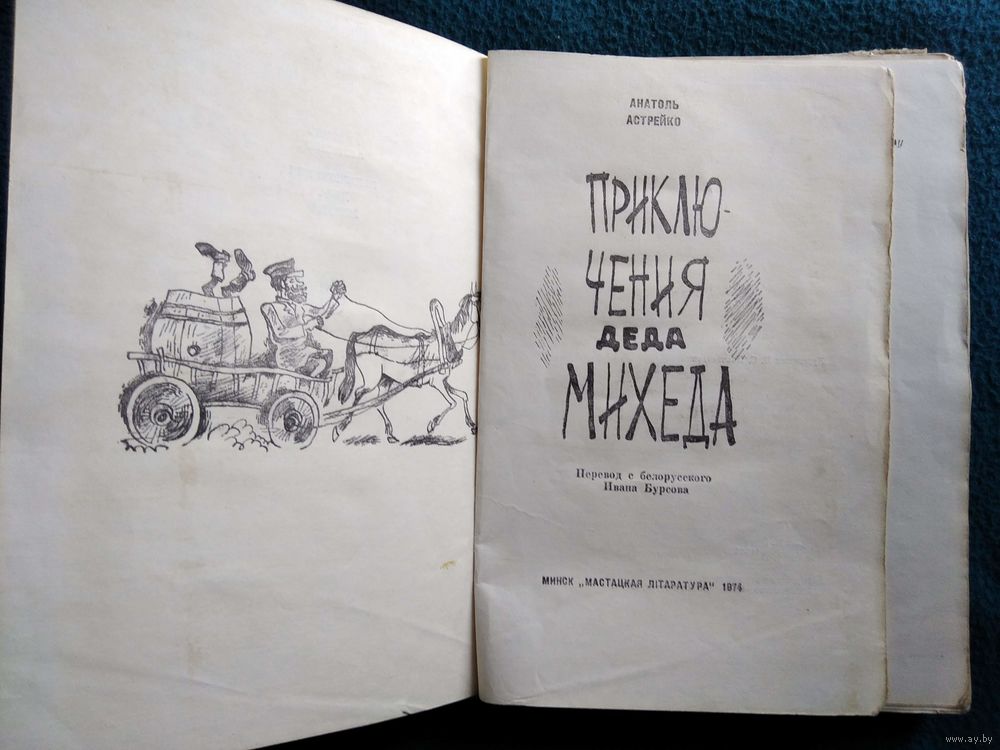 АНАТОЛЬ
АСТРЕЙКО
ПРИКЛЮ-
ЧЕНИЯ
ДЕДА
МИХЕДА
Перевод с белорусского
Ивана Бурсова
МИНСК „МАСТАЦКАЯ ЛІТАРАТУРА" 1974
www.ay.by